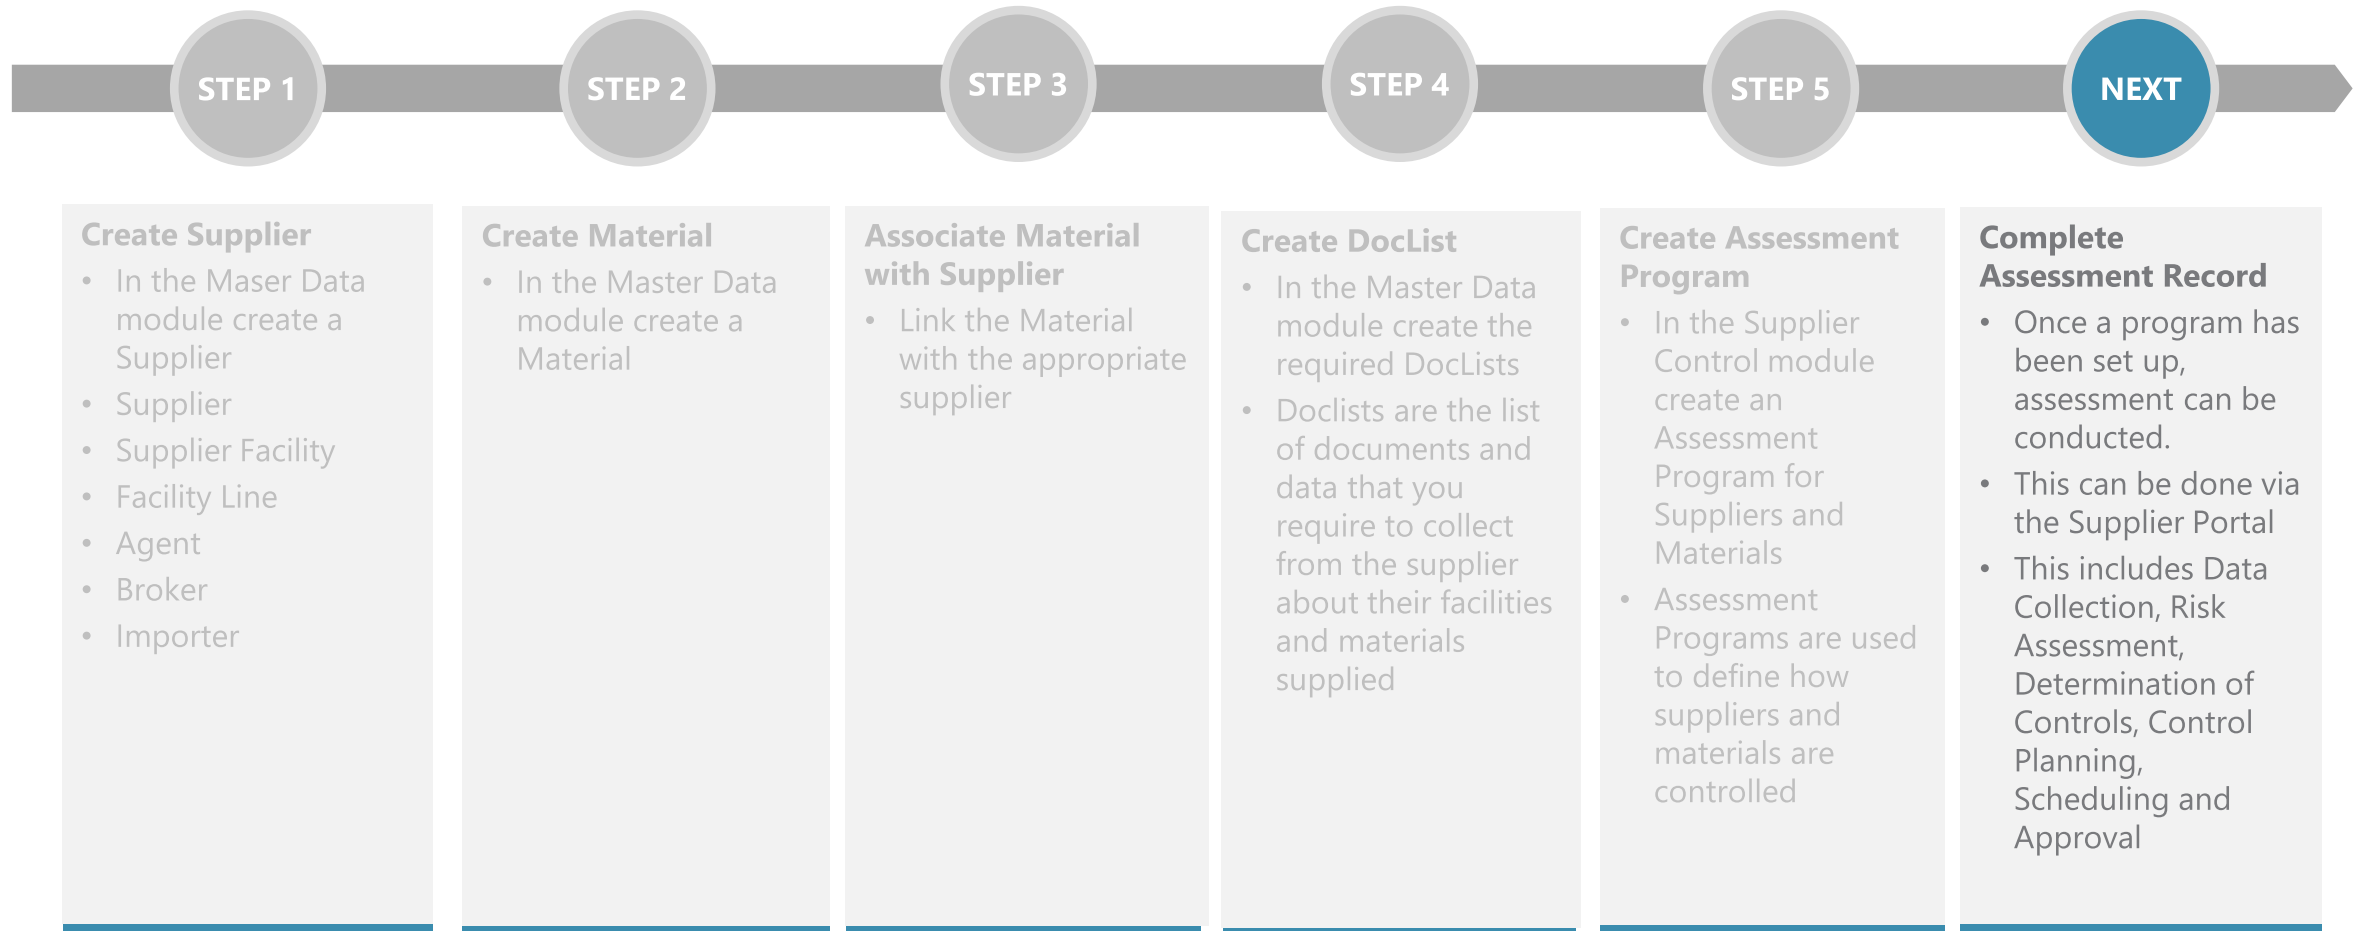 STEP 1
STEP 2
STEP 3
STEP 4
STEP 5
NEXT
Create Supplier
• In the Maser Data
module create a
Supplier
• Supplier
• Supplier Facility
• Facility Line
• Agent
• Broker
• Importer
Create Material
• In the Master Data
module create a
Material
Associate Material
with Supplier
• Link the Material
with the appropriate
supplier
Create DocList
• In the Master Data
module create the
required DocLists
• Doclists are the list
of documents and
data that you
require to collect
from the supplier
about their facilities
and materials
supplied
Create Assessment
Program
• In the Supplier
Control module
create an
Assessment
Program for
Suppliers and
Materials
• Assessment
Programs are used
to define how
suppliers and
materials are
controlled
Complete
Assessment Record
• Once a program has
been set up,
assessment can be
conducted.
• This can be done via
the Supplier Portal
• This includes Data
Collection, Risk
Assessment,
Determination of
Controls, Control
Planning,
Scheduling and
Approval